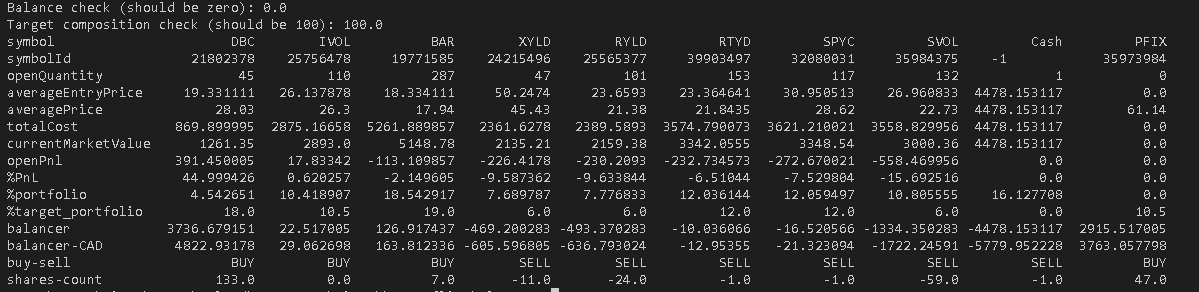 Balance check (should be zero): 0.0
Target composition check (should be 100): 100.0
symbol DBC IVOL BAR XYLD RYLD RTYD SPYC SVOL Cash PFIX
symbolId 21802378 25756478 19771585 24215496 25565377 39903497 32080031 35984375 -1 35973984
openQuantity 45 110 287 47 101 153 117 132 1 0
averageEntryPrice 19.331111 26.137878 18.334111 50.2474 23.6593 23.364641 30.950513 26.960833 4478.153117 0.0
averagePrice 28.03 26.3 17.94 45.43 21.38 21.8435 28.62 22.73 4478.153117 61.14
totalCost 869.899995 2875.16658 5261.889857 2361.6278 2389.5893 3574.790073 3621.210021 3558.829956 4478.153117 0.0
currentMarketValue 1261.35 2893.0 5148.78 2135.21 2159.38 3342.0555 3348.54 3000.36 4478.153117 0.0
openPnl 391.450005 17.83342 -113.109857 -226.4178 -230.2093 -232.734573 -272.670021 -558.469956 0.0 0.0
%PnL 44.999426 0.620257 -2.149605 -9.587362 -9.633844 -6.51044 -7.529804 -15.692516 0.0 0.0
%portfolio 4.542651 10.418907 18.542917 7.689787 7.776833 12.036144 12.059497 10.805555 16.127708 0.0
%target_portfolio 18.0 10.5 19.0 6.0 6.0 12.0 12.0 6.0 0.0 10.5
balancer 3736.679151 22.517005 126.917437 -469.200283 -493.370283 -10.036066 -16.520566 -1334.350283 -4478.153117 2915.517005
balancer-CAD 4822.93178 29.062698 163.812336 -605.596805 -636.793024 -12.95355 -21.323094 -1722.24591 -5779.952228 3763.057798
buy-sell BUY BUY BUY SELL SELL SELL SELL SELL SELL BUY
shares-count 133.0 0.0 7.0 -11.0 -24.0 -1.0 -1.0 -59.0 -1.0 47.0